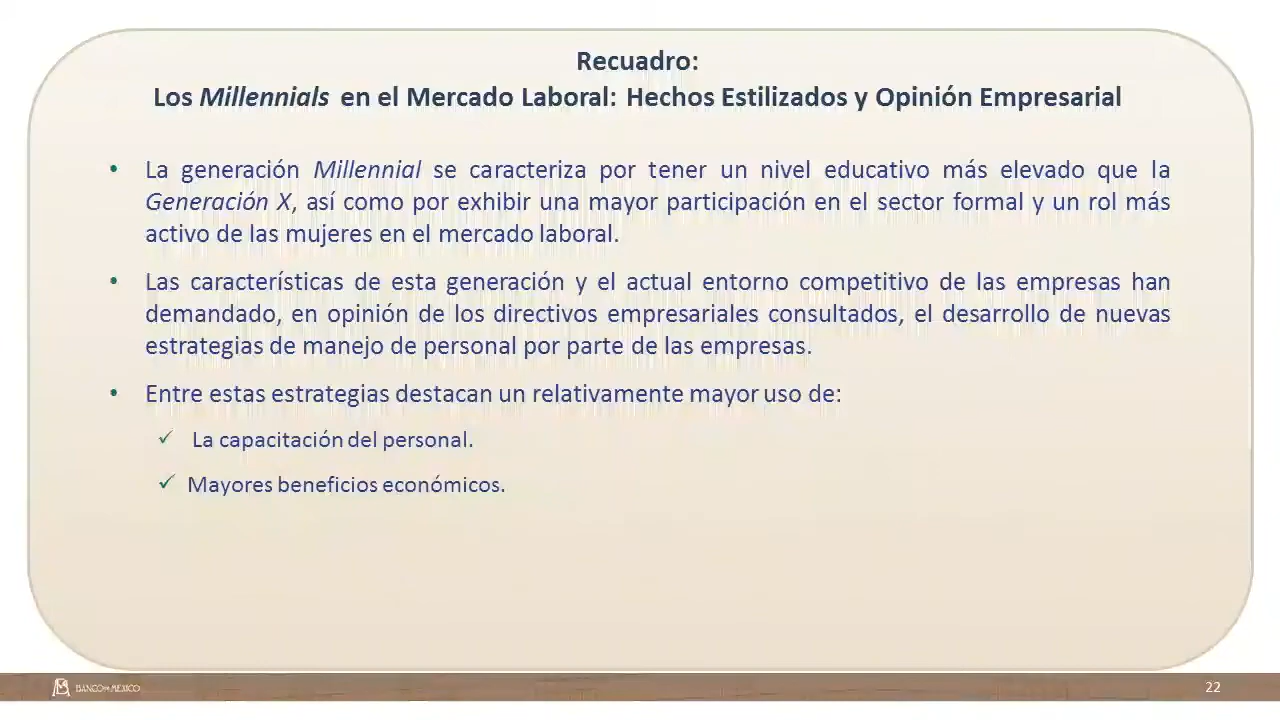 Recuadro:
Los Millennials en el Mercado Laboral: Hechos Estilizados y Opinión Empresarial
• La generación Millennial se caracteriza por tener un nivel educativo más elevado que la
Generación X, así como por exhibir una mayor participación en el sector formal y un rol más
activo de las mujeres en el mercado laboral.
• Las características de esta generación y el actual entorno competitivo de las empresas han
demandado, en opinión de los directivos empresariales consultados, el desarrollo de nuevas
estrategias de manejo de personal por parte de las empresas.
• Entre estas estrategias destacan un relativamente mayor uso de:
✓ La capacitación del personal.
✓ Mayores beneficios económicos.
BANCO DE MEXICO
22